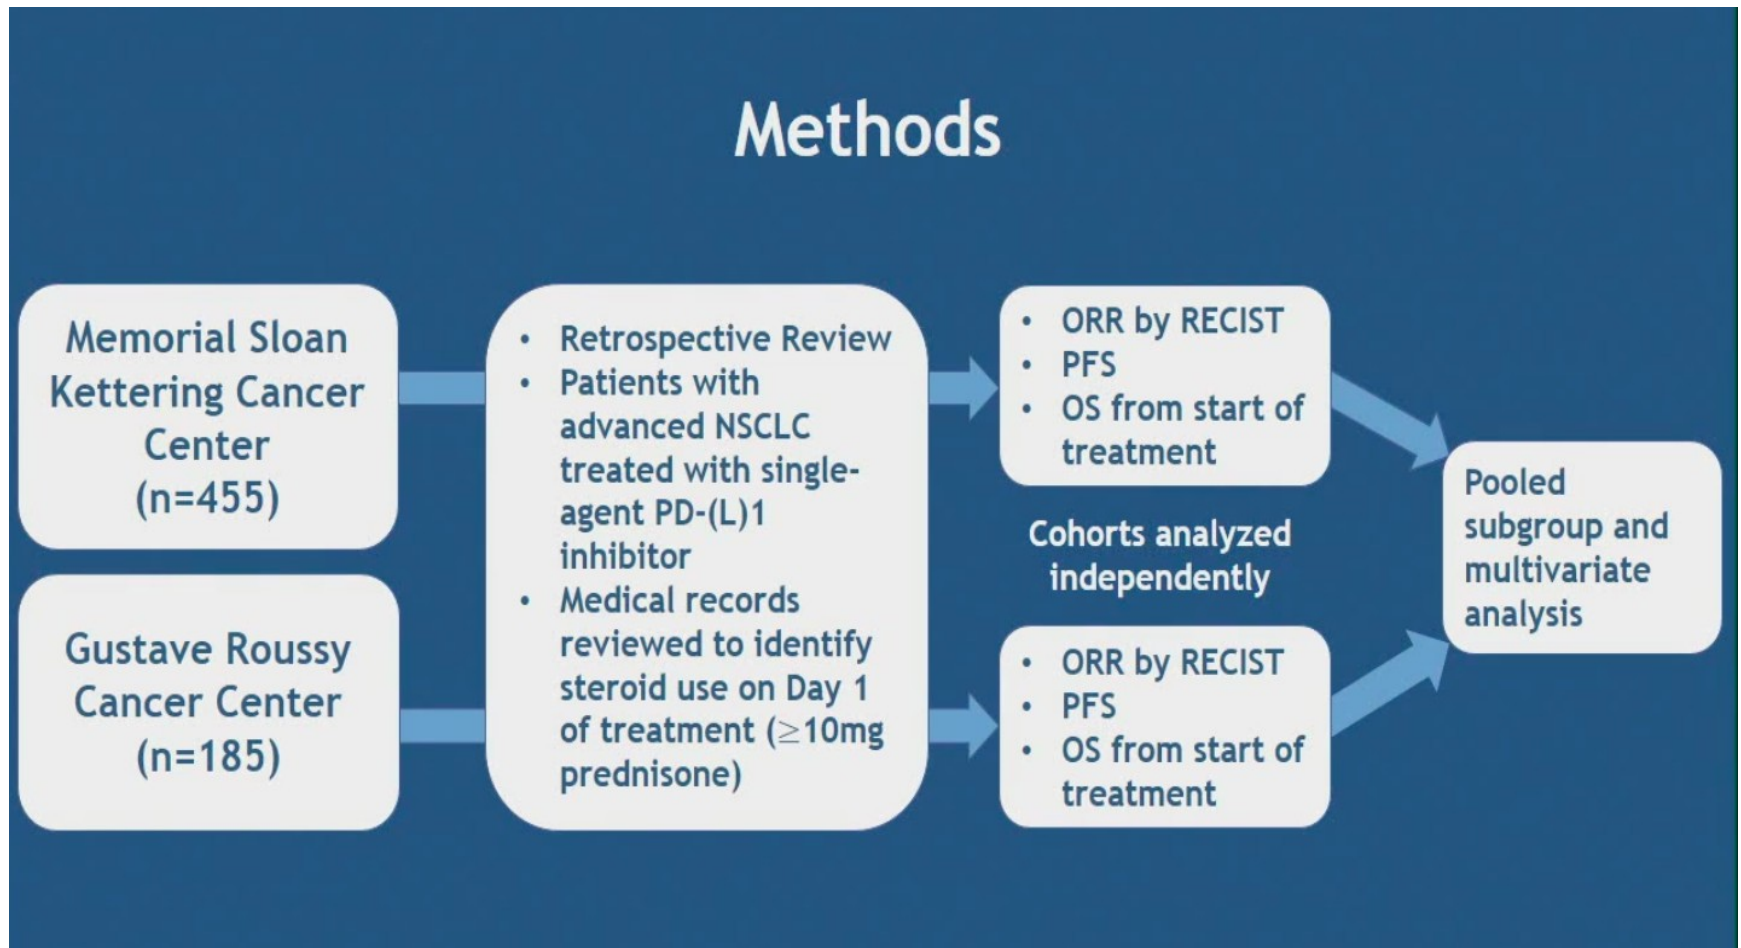 Methods
Memorial Sloan
Kettering Cancer
Center
(n=455)
Gustave Roussy
Cancer Center
(n=185)
• Retrospective Review
• Patients with
advanced NSCLC
treated with single-
agent PD-(L)1
inhibitor
• Medical records
reviewed to identify
steroid use on Day 1
of treatment (≥10mg
prednisone)
• ORR by RECIST
• PFS
• OS from start of
treatment
Cohorts analyzed
independently
• ORR by RECIST
• PFS
• OS from start of
treatment
Pooled
subgroup and
multivariate
analysis